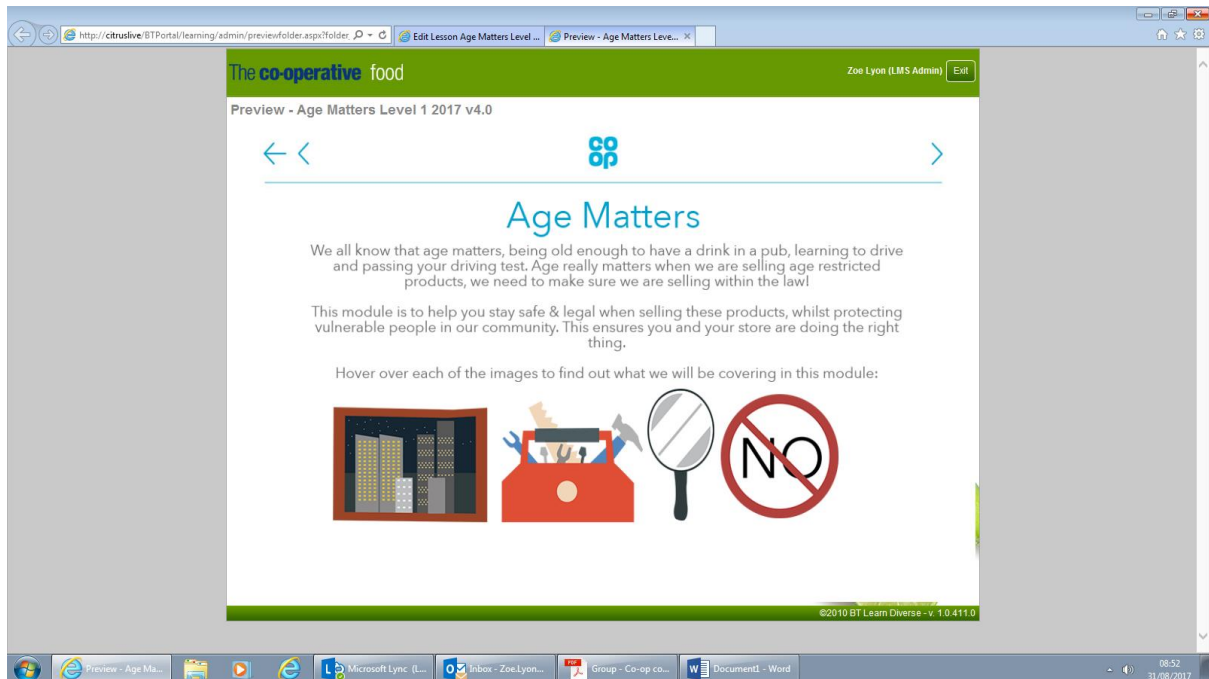 http://citruslive/BTPortal/learning/admin/previewfolder.aspx?folder
Edit Lesson Age Matters Level ...
Preview - Age Matters Leve...
The co-operative food
Zoe Lyon (LMS Admin)
Exit
Preview - Age Matters Level 1 2017 v4.0
CO
OP
Age Matters
We all know that age matters, being old enough to have a drink in a pub, learning to drive
and passing your driving test. Age really matters when we are selling age restricted
products, we need to make sure we are selling within the law!
This module is to help you stay safe & legal when selling these products, whilst protecting
vulnerable people in our community. This ensures you and your store are doing the right
thing.
Hover over each of the images to find out what we will be covering in this module:
NO
©2010 BT Learn Diverse - v. 1.0.411.0
Preview - Age Ma...
Microsoft Lync (L...
Inbox - Zoe.Lyon...
Group - Co-op co...
Document1 - Word
08:52
31/08/2017